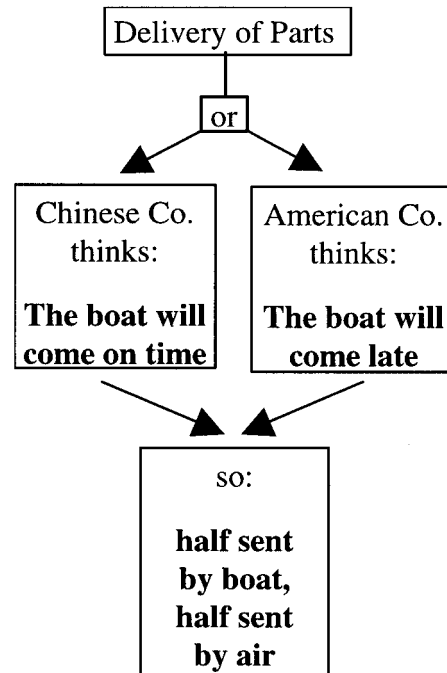 Delivery of Parts
or
Chinese Co.
thinks:
The boat will
come on time
American Co.
thinks:
The boat will
come late
so:
half sent
by boat,
half sent
by air